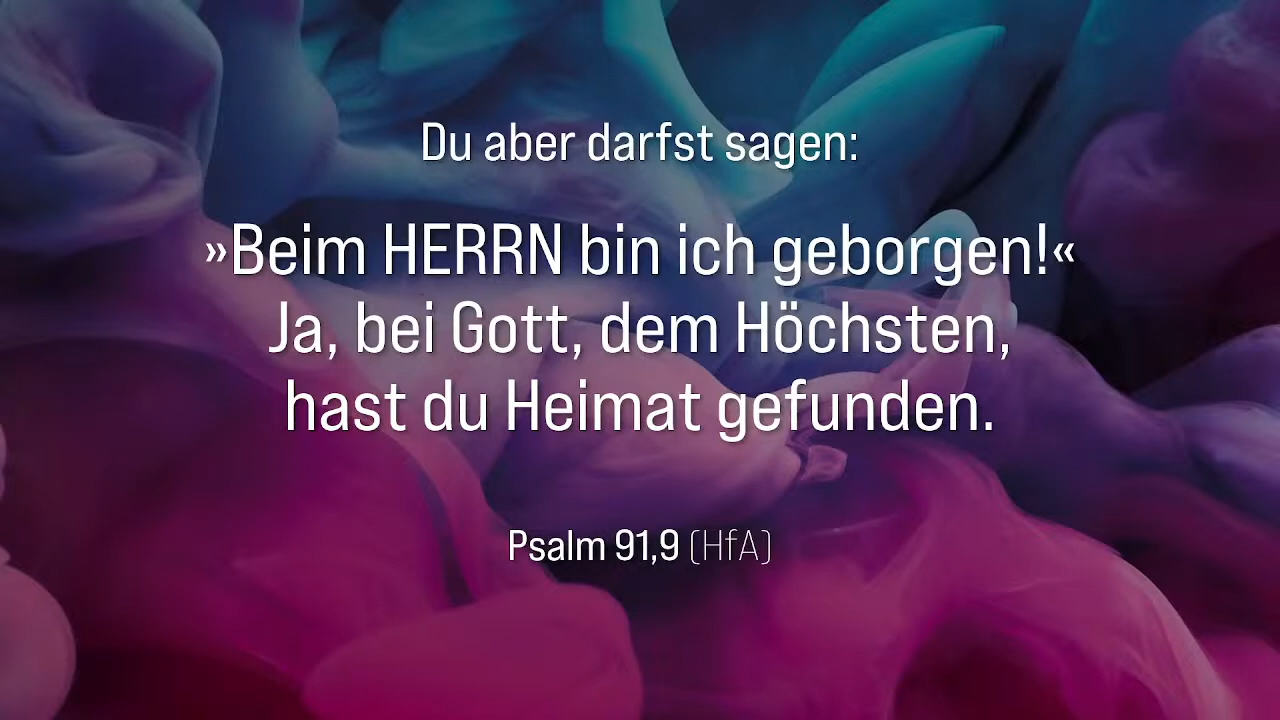 Du aber darfst sagen:
»Beim HERRN bin ich geborgen!«
Ja, bei Gott, dem Höchsten,
hast du Heimat gefunden.
Psalm 91,9 (HfA)